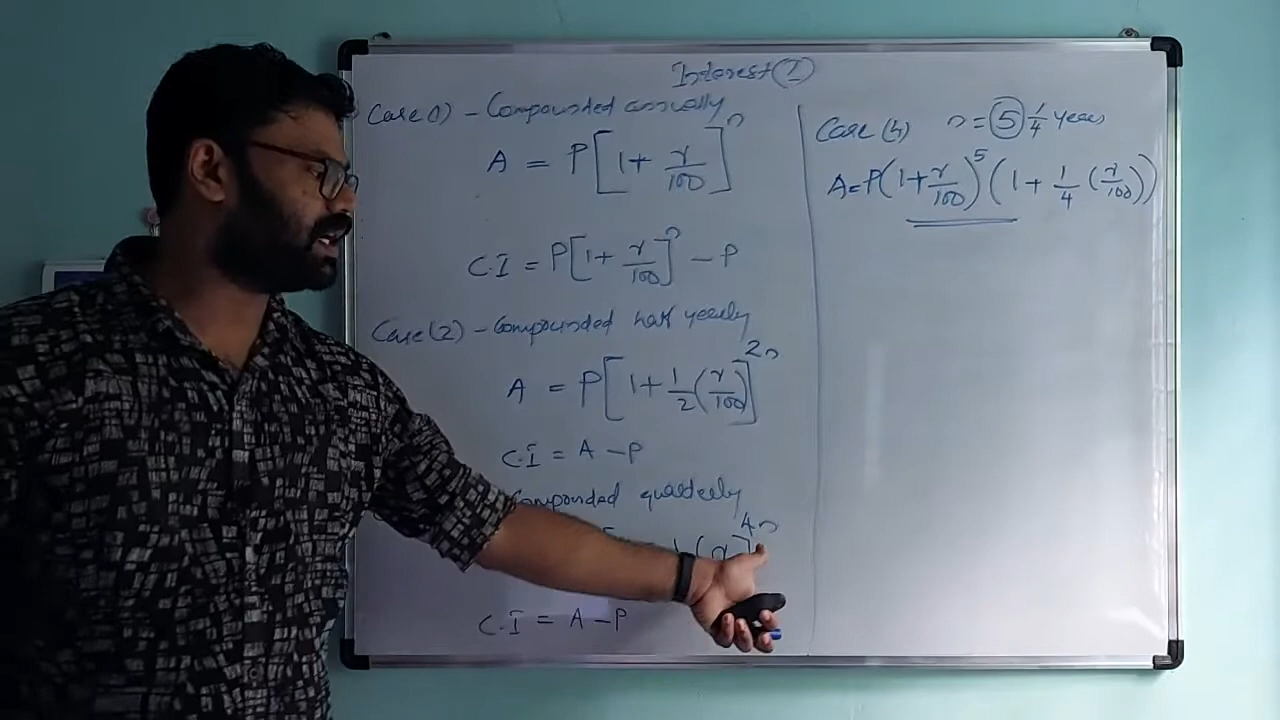 Interest (I)
Case 1) - Compounded annually
A = P[1 + r/100]^n
C.I = P[1 + r/100]^n - P
Case (2) - Compounded half yearly
A = P[1 + 1/2 (r/100)]^2n
C.I = A - P
Compounded quarterly
(r ]^4n
C.I = A - P
Case (4) n = 5 1/4 years
A = P(1 + r/100)^5 (1 + 1/4 (r/100))